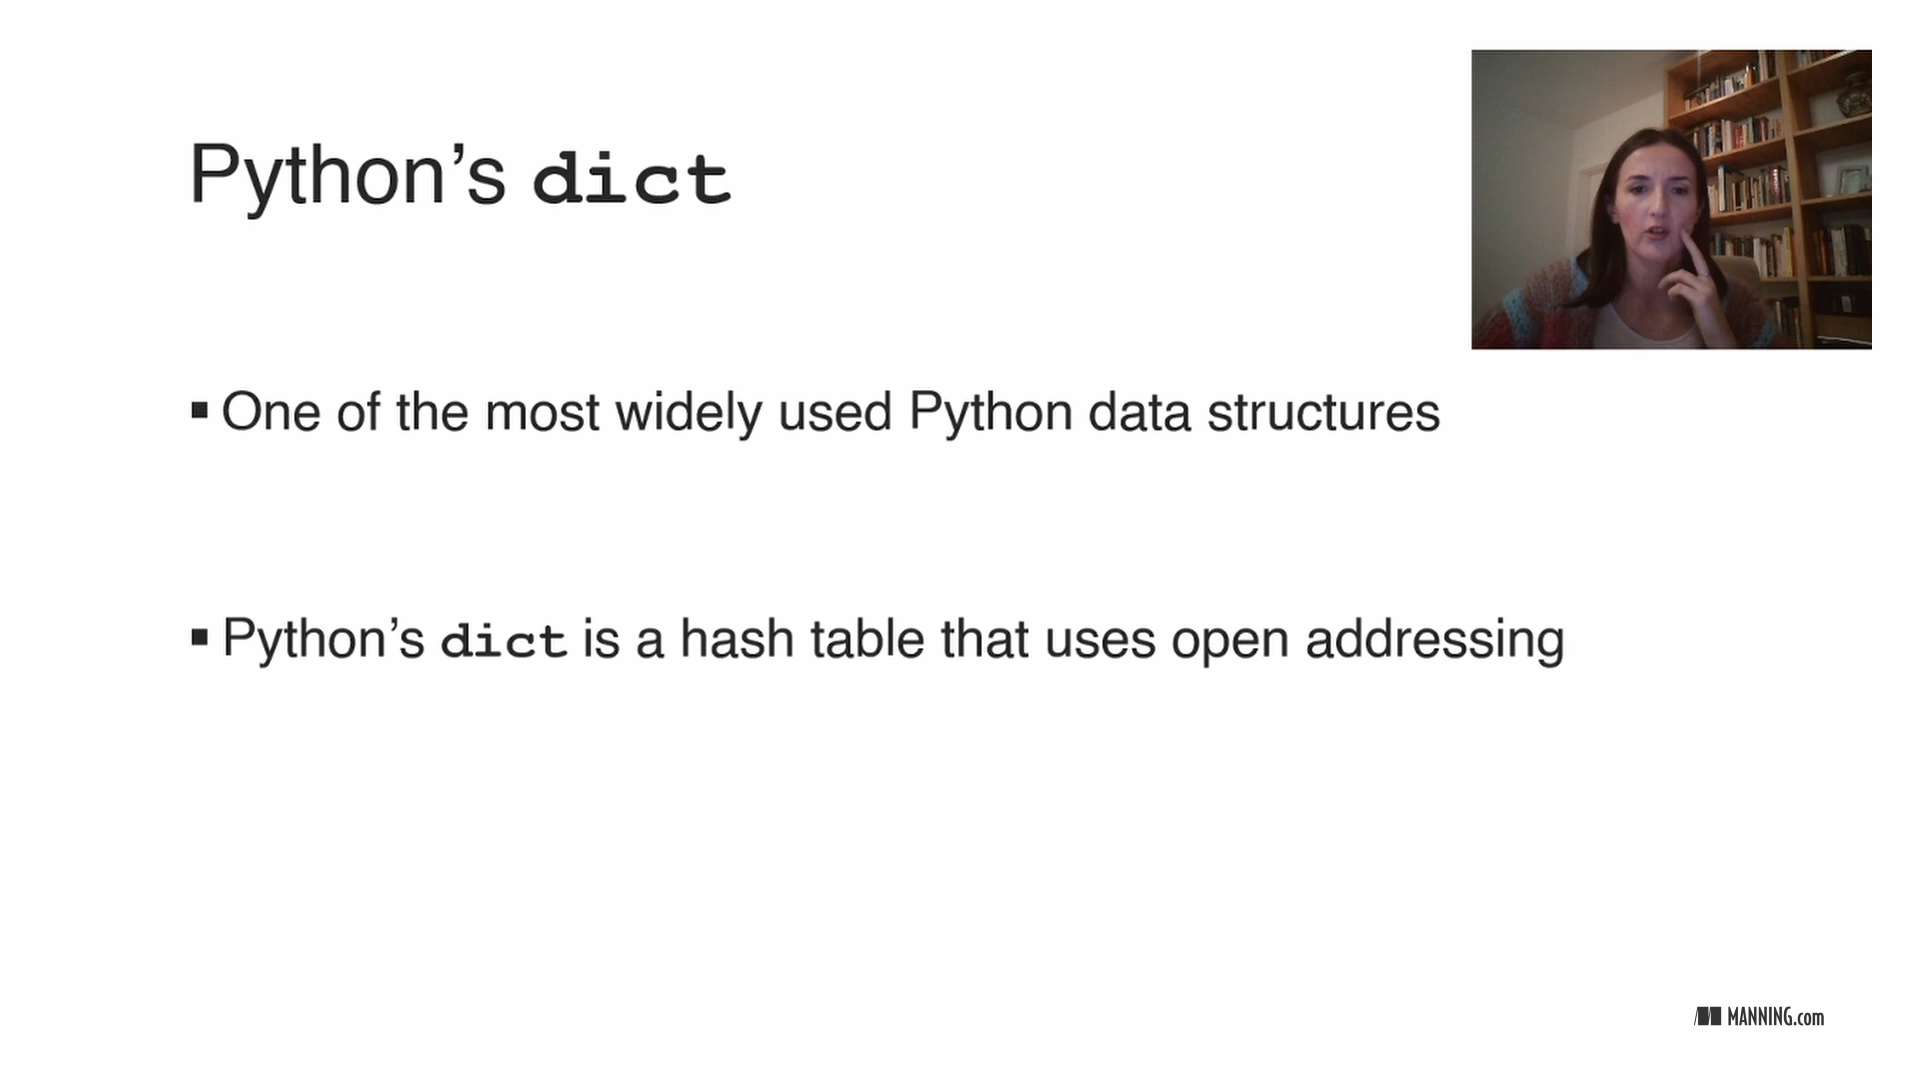 Python’s dict
▪ One of the most widely used Python data structures
▪ Python’s dict is a hash table that uses open addressing
MANNING.com